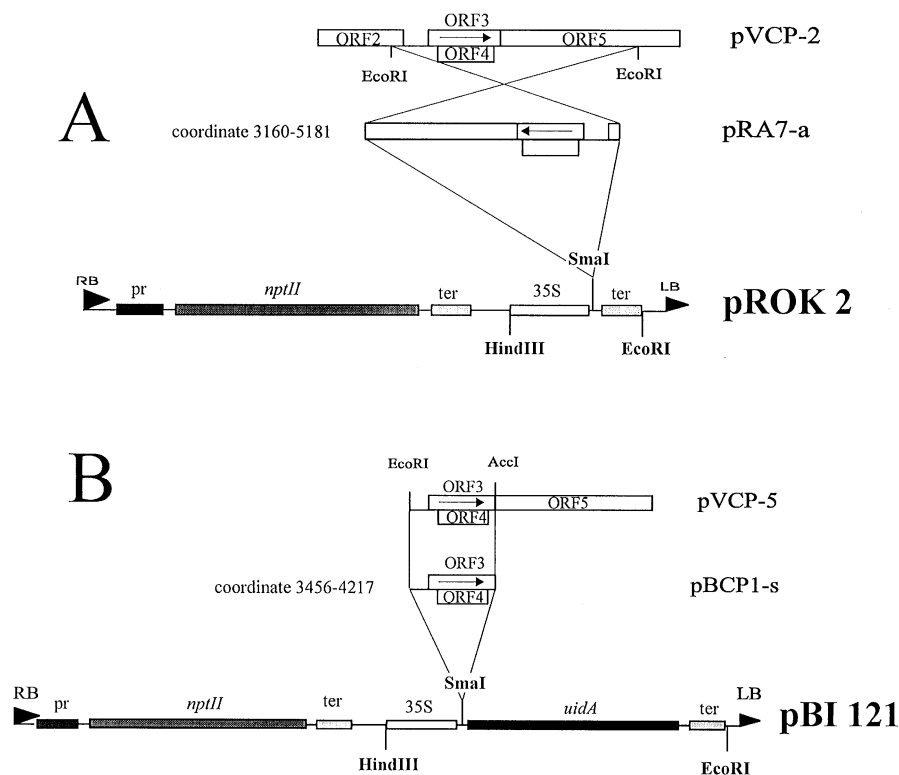 A
ORF3
ORF2 ORF5 pVCP-2
ORF4
EcoRI EcoRI
coordinate 3160-5181 pRA7-a
SmaI
RB pr nptII ter 35S ter LB
pROK 2
HindIII EcoRI
B
EcoRI AccI
ORF3
ORF5 pVCP-5
ORF4
ORF3
coordinate 3456-4217 pBCP1-s
ORF4
SmaI
RB pr nptII ter 35S uidA ter LB
pBI 121
HindIII EcoRI